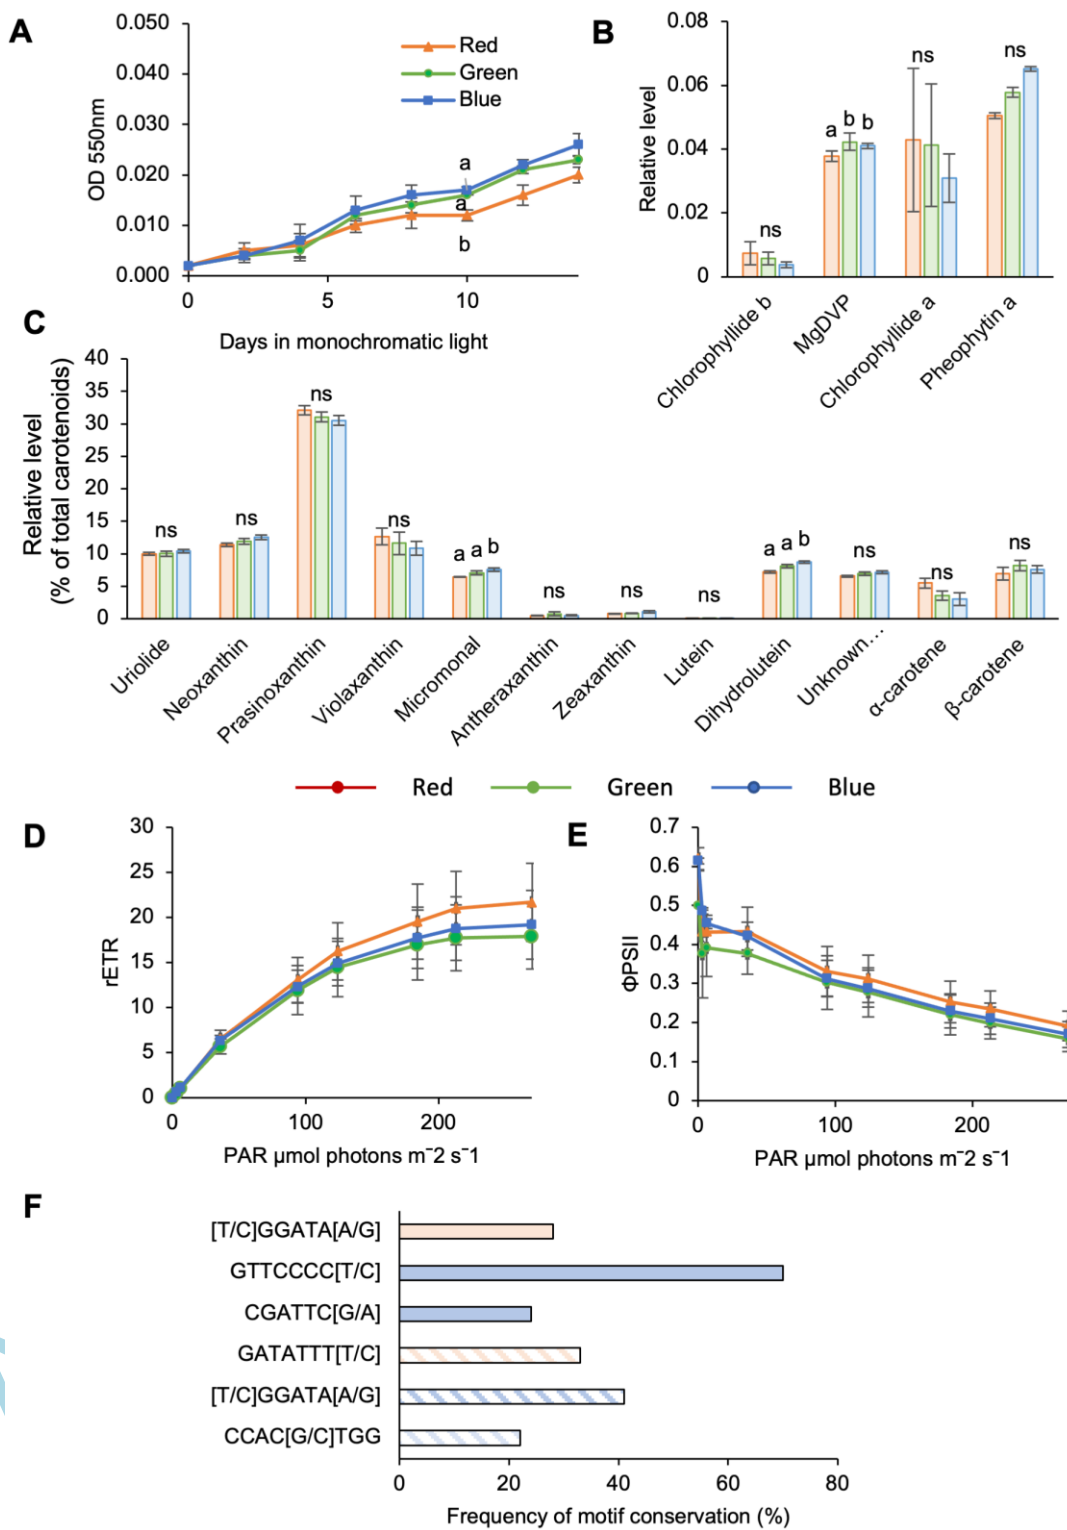 A
OD 550nm
0.050
0.040
0.030
0.020
0.010
0.000
Red
Green
Blue
a
a
b
0
5
10
Days in monochromatic light
B
Relative level
0.08
0.06
0.04
0.02
0
ns
a b b
ns
ns
Chlorophyllide b
MgDVP
Chlorophyllide a
Pheophytin a
C
Relative level
(% of total carotenoids)
40
35
30
25
20
15
10
5
0
ns
ns
ns
ns
a a b
ns
ns
ns
a a b
ns
ns
ns
Uriolide
Neoxanthin
Prasinoxanthin
Violaxanthin
Micromonal
Antheraxanthin
Zeaxanthin
Lutein
Dihydrolutein
Unknown...
α-carotene
β-carotene
Red
Green
Blue
D
rETR
30
25
20
15
10
5
0
0
100
200
PAR µmol photons m⁻2 s⁻1
E
ΦPSII
0.7
0.6
0.5
0.4
0.3
0.2
0.1
0
0
100
200
PAR µmol photons m⁻2 s⁻1
F
[T/C]GGATA[A/G]
GTTCCCC[T/C]
CGATTC[G/A]
GATATTT[T/C]
[T/C]GGATA[A/G]
CCAC[G/C]TGG
0
20
40
60
80
Frequency of motif conservation (%)